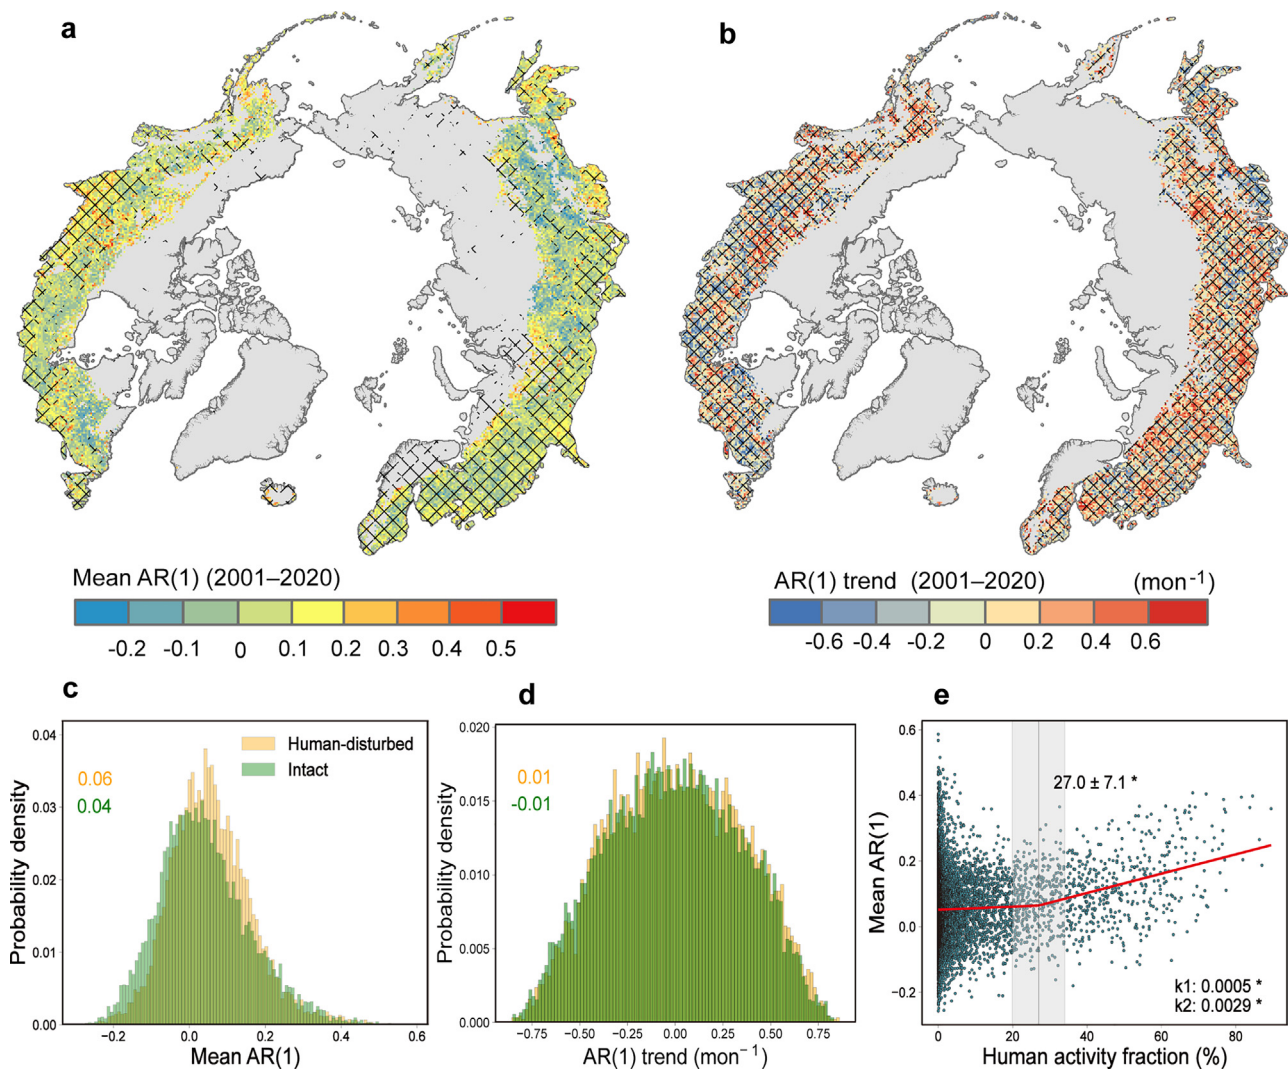 a
b
Mean AR(1) (2001–2020)
-0.2 -0.1 0 0.1 0.2 0.3 0.4 0.5
AR(1) trend (2001–2020) (mon⁻¹)
-0.6 -0.4 -0.2 0 0.2 0.4 0.6
c
Probability density
0.04
0.03
0.02
0.01
0.00
0.06
0.04
Human-disturbed
Intact
−0.2 0.0 0.2 0.4 0.6
Mean AR(1)
d
Probability density
0.020
0.015
0.010
0.005
0.000
0.01
-0.01
−0.75 −0.25 0.00 0.25 0.50 0.75
AR(1) trend (mon⁻¹)
e
Mean AR(1)
0.6
0.4
0.2
0.0
−0.2
27.0 ± 7.1 *
k1: 0.0005 *
k2: 0.0029 *
0 20 40 60 80
Human activity fraction (%)